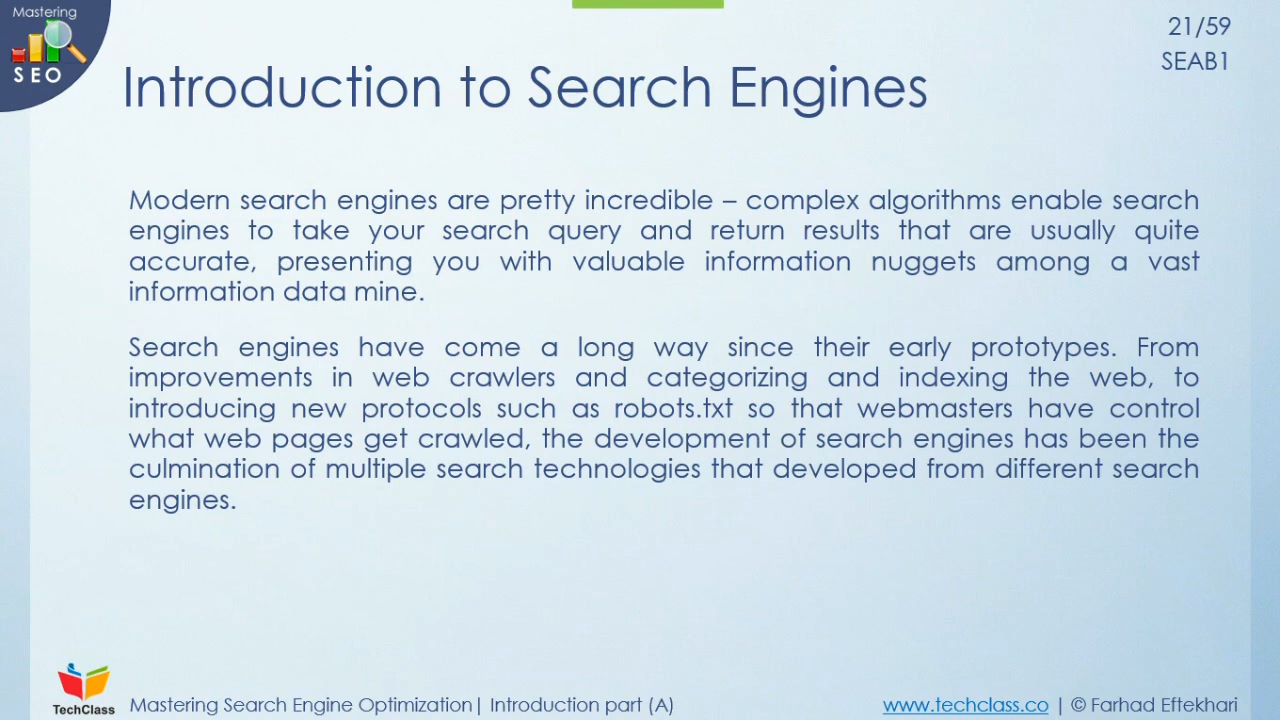 Mastering
SEO
21/59
SEAB1
Introduction to Search Engines
Modern search engines are pretty incredible – complex algorithms enable search
engines to take your search query and return results that are usually quite
accurate, presenting you with valuable information nuggets among a vast
information data mine.
Search engines have come a long way since their early prototypes. From
improvements in web crawlers and categorizing and indexing the web, to
introducing new protocols such as robots.txt so that webmasters have control
what web pages get crawled, the development of search engines has been the
culmination of multiple search technologies that developed from different search
engines.
TechClass
Mastering Search Engine Optimization| Introduction part (A)
www.techclass.co | © Farhad Eftekhari